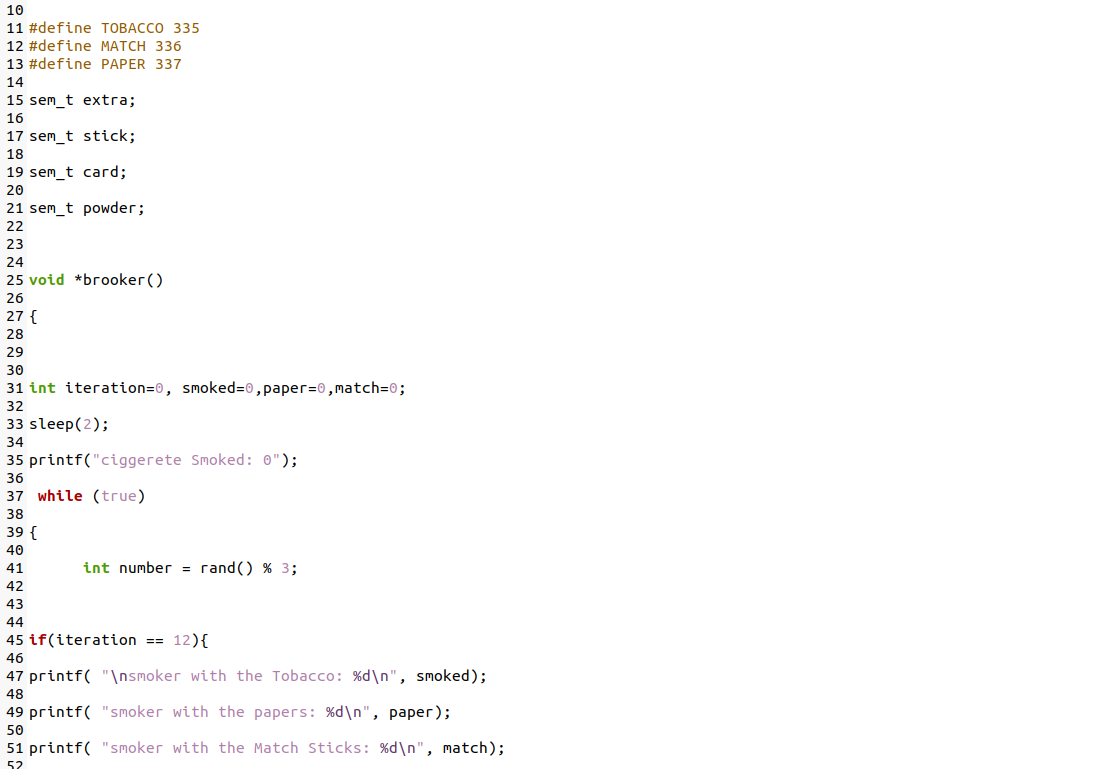 10
11 #define TOBACCO 335
12 #define MATCH 336
13 #define PAPER 337
14
15 sem_t extra;
16
17 sem_t stick;
18
19 sem_t card;
20
21 sem_t powder;
22
23
24
25 void *brooker()
26
27 {
28
29
30
31 int iteration=0, smoked=0,paper=0,match=0;
32
33 sleep(2);
34
35 printf("ciggerete Smoked: 0");
36
37  while (true)
38
39 {
40
41       int number = rand() % 3;
42
43
44
45 if(iteration == 12){
46
47 printf( "\nsmoker with the Tobacco: %d\n", smoked);
48
49 printf( "smoker with the papers: %d\n", paper);
50
51 printf( "smoker with the Match Sticks: %d\n", match);
52